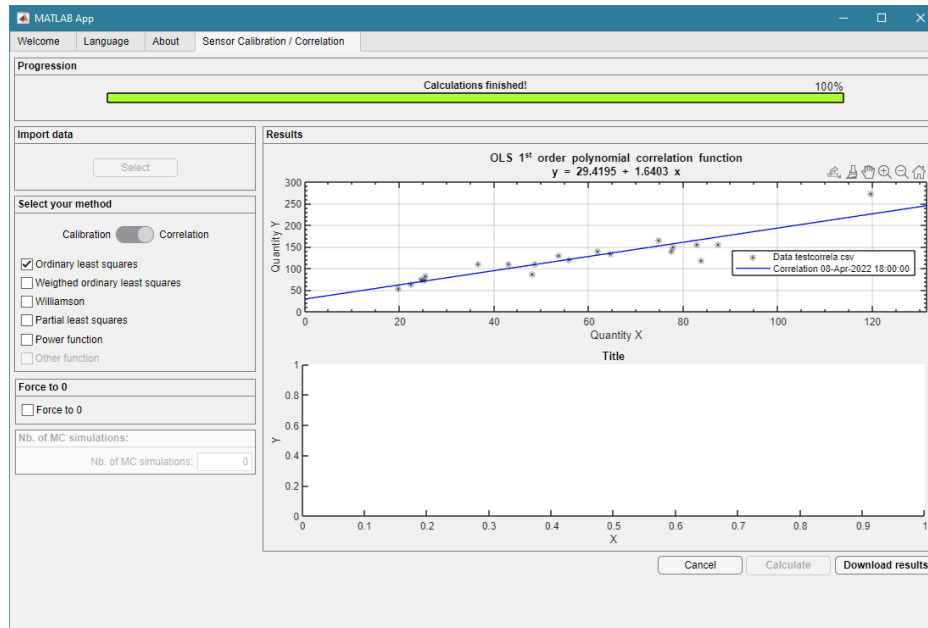 MATLAB App
Welcome Language About Sensor Calibration / Correlation
Progression
Calculations finished!
100%
Import data
Select
Select your method
Calibration Correlation
Ordinary least squares
Weigthed ordinary least squares
Williamson
Partial least squares
Power function
Other function
Force to 0
Force to 0
Nb. of MC simulations:
Nb. of MC simulations: 0
Results
OLS 1st order polynomial correlation function
y = 29.4195 + 1.6403 x
300
250
200
150
100
50
0
Quantity Y
Data testcorrela.csv
Correlation 08-Apr-2022 18:00:00
0 20 40 60 80 100 120
Quantity X
Title
1
0.8
0.6
0.4
0.2
0
Y
0 0.1 0.2 0.3 0.4 0.5 0.6 0.7 0.8 0.9 1
X
Cancel Calculate Download results